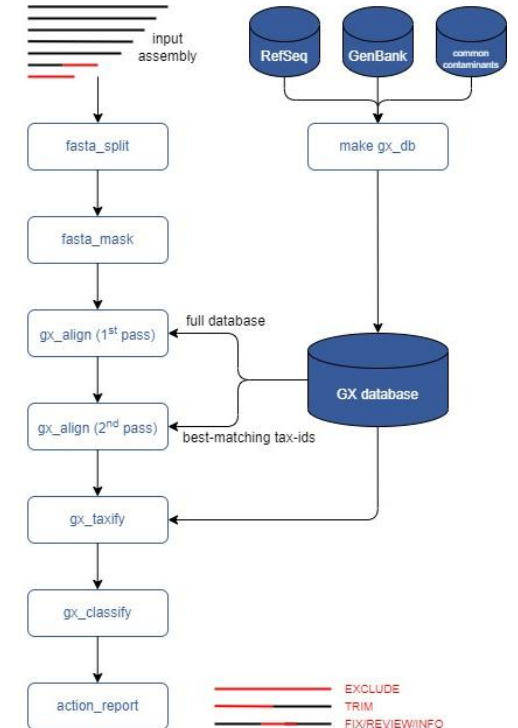 input
assembly
RefSeq
GenBank
common
contaminants
fasta_split
make gx_db
fasta_mask
full database
gx_align (1st pass)
GX database
gx_align (2nd pass)
best-matching tax-ids
gx_taxify
gx_classify
action_report
EXCLUDE
TRIM
FIX/REVIEW/INFO